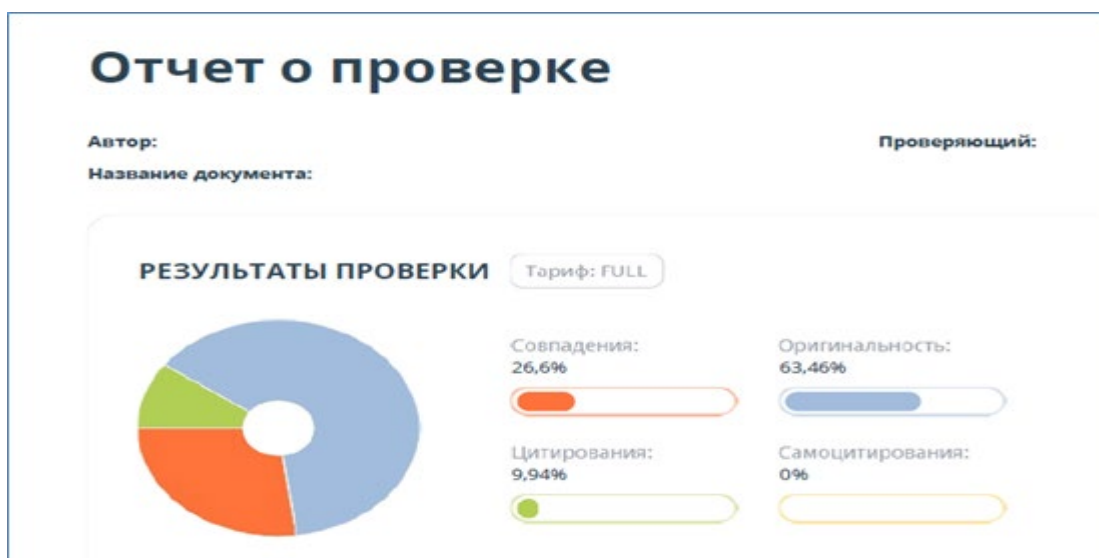 Отчет о проверке
Автор:
Проверяющий:
Название документа:
РЕЗУЛЬТАТЫ ПРОВЕРКИ
Тариф: FULL
Совпадения:
26,6%
Оригинальность:
63,46%
Цитирования:
9,94%
Самоцитирования:
0%